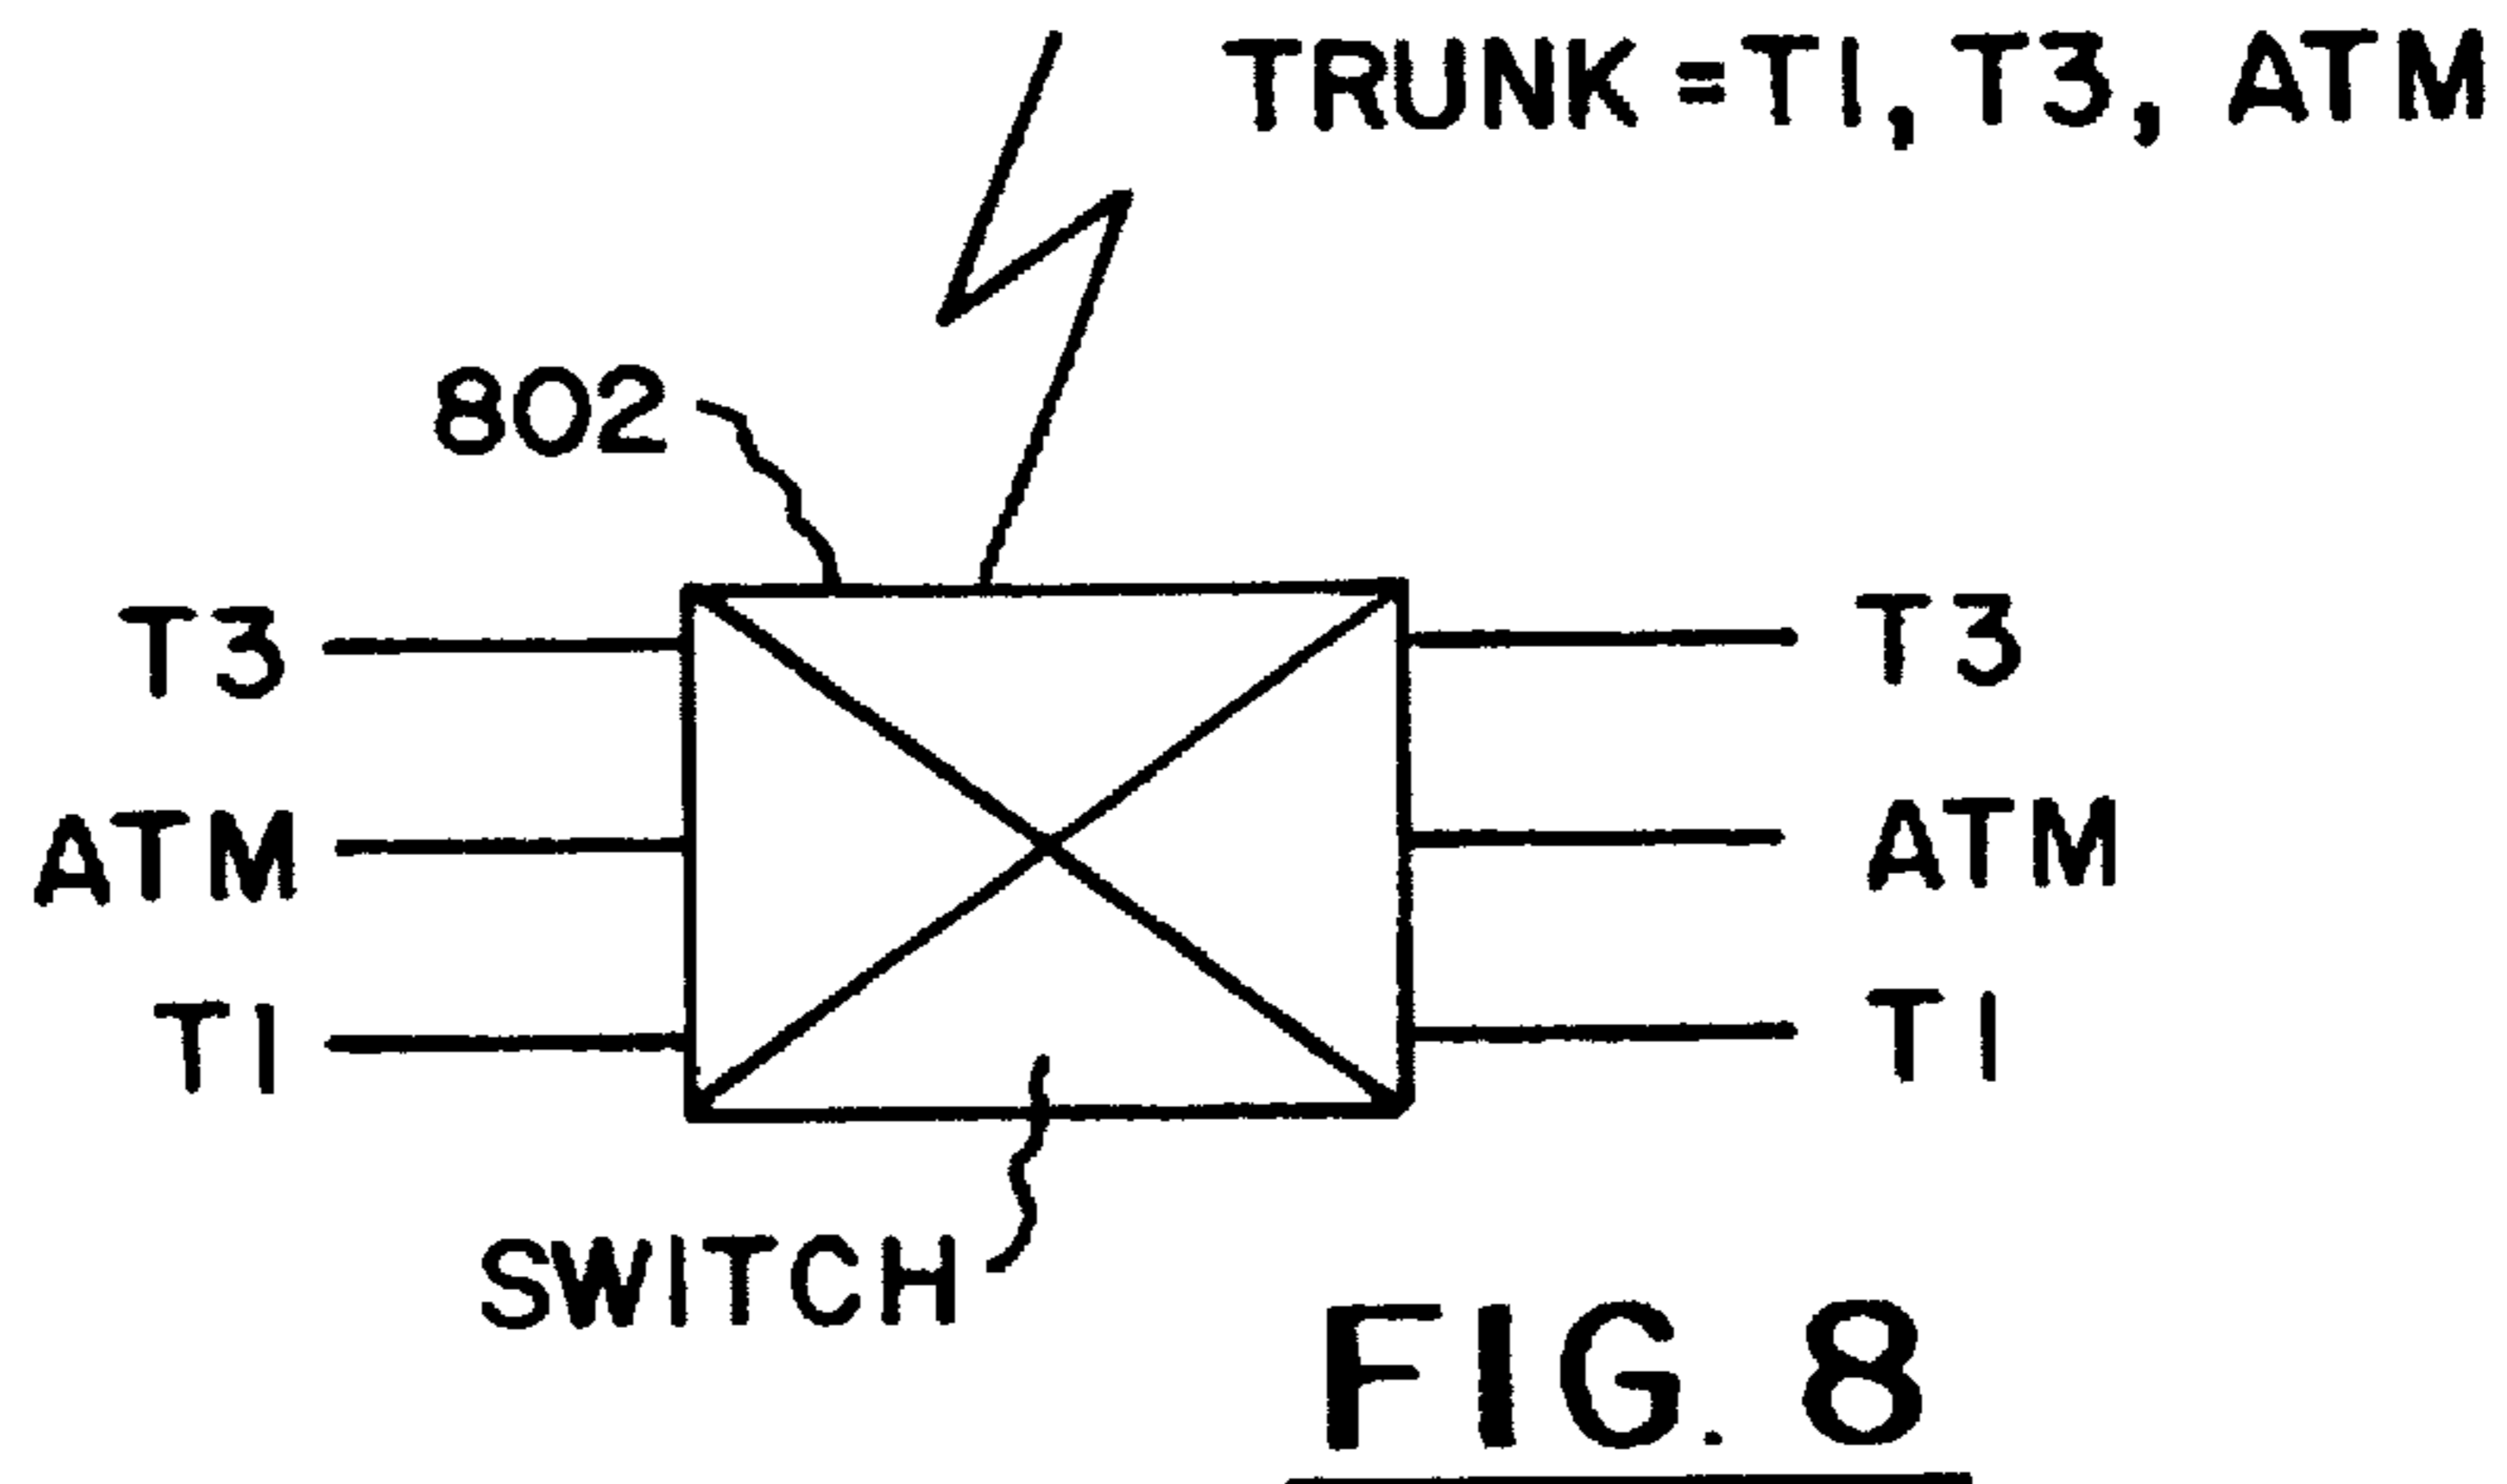 TRUNK = T1, T3, ATM
802
T3
T3
ATM
ATM
T1
T1
SWITCH
FIG. 8